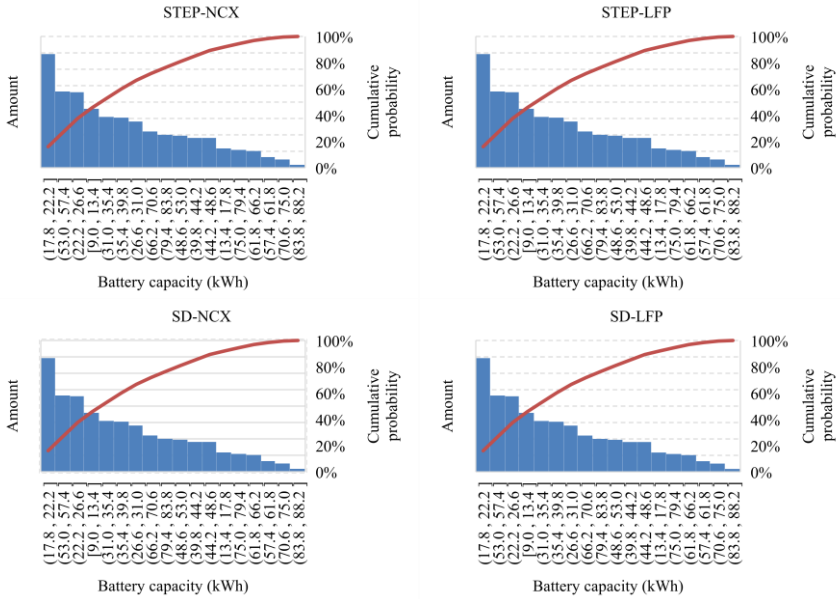 STEP-NCX
Amount
100%
80%
60%
40%
20%
0%
Cumulative
probability
(17.8 , 22.2
(53.0 , 57.4
(22.2 , 26.6
[9.0 , 13.4
(31.0 , 35.4
(35.4 , 39.8
(26.6 , 31.0
(66.2 , 70.6
(79.4 , 83.8
(48.6 , 53.0
(39.8 , 44.2
(44.2 , 48.6
(13.4 , 17.8
(75.0 , 79.4
(61.8 , 66.2
(57.4 , 61.8
(70.6 , 75.0
(83.8 , 88.2
Battery capacity (kWh)
STEP-LFP
Amount
100%
80%
60%
40%
20%
0%
Cumulative
probability
(17.8 , 22.2
(53.0 , 57.4
(22.2 , 26.6
[9.0 , 13.4
(31.0 , 35.4
(35.4 , 39.8
(26.6 , 31.0
(66.2 , 70.6
(79.4 , 83.8
(48.6 , 53.0
(39.8 , 44.2
(44.2 , 48.6
(13.4 , 17.8
(75.0 , 79.4
(61.8 , 66.2
(57.4 , 61.8
(70.6 , 75.0
(83.8 , 88.2
Battery capacity (kWh)
SD-NCX
Amount
100%
80%
60%
40%
20%
0%
Cumulative
probability
(17.8 , 22.2
(53.0 , 57.4
(22.2 , 26.6
[9.0 , 13.4
(31.0 , 35.4
(35.4 , 39.8
(26.6 , 31.0
(66.2 , 70.6
(79.4 , 83.8
(48.6 , 53.0
(39.8 , 44.2
(44.2 , 48.6
(13.4 , 17.8
(75.0 , 79.4
(61.8 , 66.2
(57.4 , 61.8
(70.6 , 75.0
(83.8 , 88.2
Battery capacity (kWh)
SD-LFP
Amount
100%
80%
60%
40%
20%
0%
Cumulative
probability
(17.8 , 22.2
(53.0 , 57.4
(22.2 , 26.6
[9.0 , 13.4
(31.0 , 35.4
(35.4 , 39.8
(26.6 , 31.0
(66.2 , 70.6
(79.4 , 83.8
(48.6 , 53.0
(39.8 , 44.2
(44.2 , 48.6
(13.4 , 17.8
(75.0 , 79.4
(61.8 , 66.2
(57.4 , 61.8
(70.6 , 75.0
(83.8 , 88.2
Battery capacity (kWh)